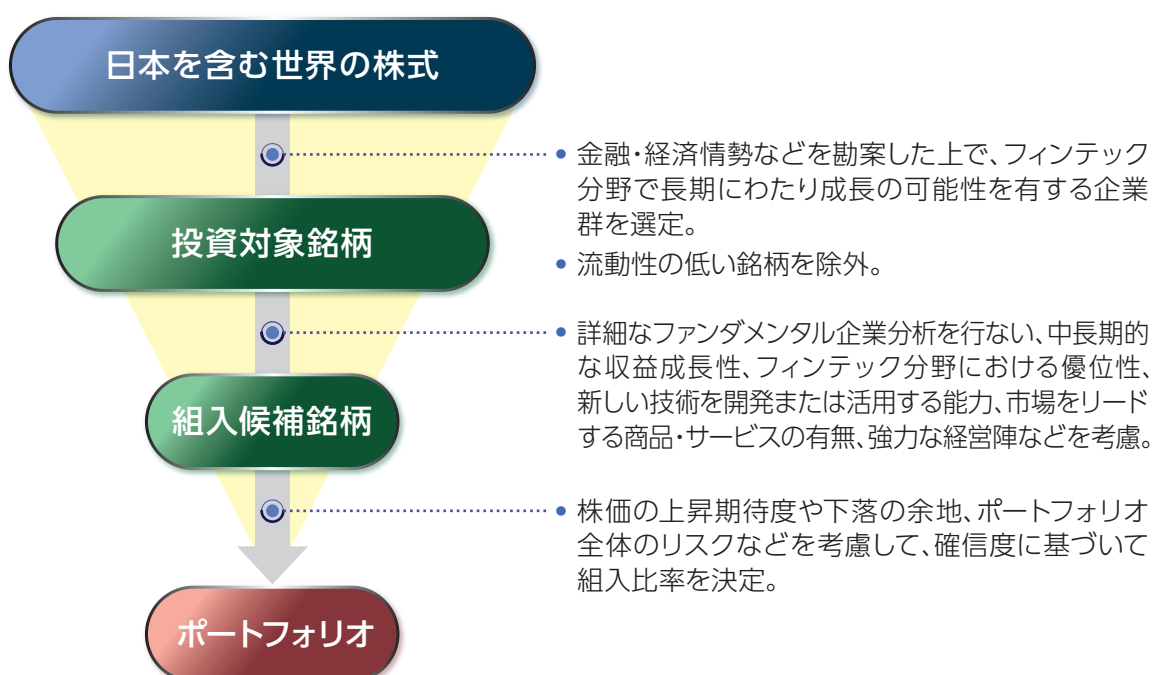 日本を含む世界の株式
• 金融・経済情勢などを勘案した上で、フィンテック
分野で長期にわたり成長の可能性を有する企業
群を選定。
投資対象銘柄
• 流動性の低い銘柄を除外。
• 詳細なファンダメンタル企業分析を行ない、中長期的
な収益成長性、フィンテック分野における優位性、
新しい技術を開発または活用する能力、市場をリード
する商品・サービスの有無、強力な経営陣などを考慮。
組入候補銘柄
• 株価の上昇期待度や下落の余地、ポートフォリオ
全体のリスクなどを考慮して、確信度に基づいて
組入比率を決定。
ポートフォリオ